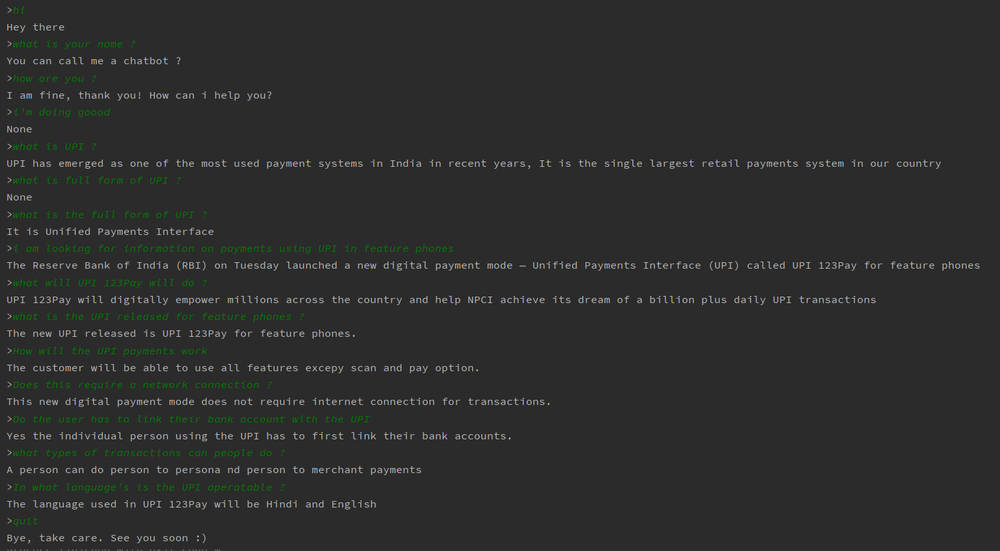 >hi
Hey there
>what is your name ?
You can call me a chatbot ?
>how are you ?
I am fine, thank you! How can i help you?
>i'm doing goood
None
>what is UPI ?
UPI has emerged as one of the most used payment systems in India in recent years, It is the single largest retail payments system in our country
>what is full form of UPI ?
None
>what is the full form of UPI ?
It is Unified Payments Interface
>i am looking for information on payments using UPI in feature phones
The Reserve Bank of India (RBI) on Tuesday launched a new digital payment mode — Unified Payments Interface (UPI) called UPI 123Pay for feature phones
>what will UPI 123Pay will do ?
UPI 123Pay will digitally empower millions across the country and help NPCI achieve its dream of a billion plus daily UPI transactions
>what is the UPI released for feature phones ?
The new UPI released is UPI 123Pay for feature phones.
>How will the UPI payments work
The customer will be able to use all features excepy scan and pay option.
>Does this require a network connection ?
This new digital payment mode does not require internet connection for transactions.
>Do the user has to link their bank account with the UPI
Yes the individual person using the UPI has to first link their bank accounts.
>what types of transactions can people do ?
A person can do person to persona nd person to merchant payments
>In what language's is the UPI operatable ?
The language used in UPI 123Pay will be Hindi and English
>quit
Bye, take care. See you soon :)